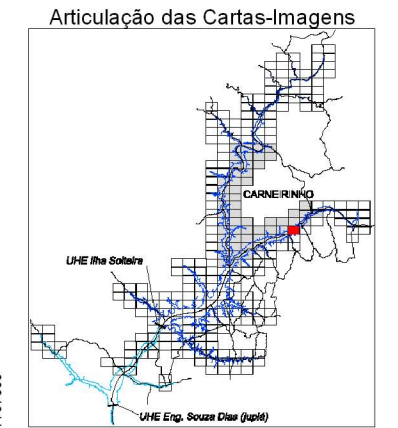 Articulação das Cartas-Imagens
CARNEIRINHO
UHE Ilha Solteira
UHE Eng. Souza Dias (jupiá)